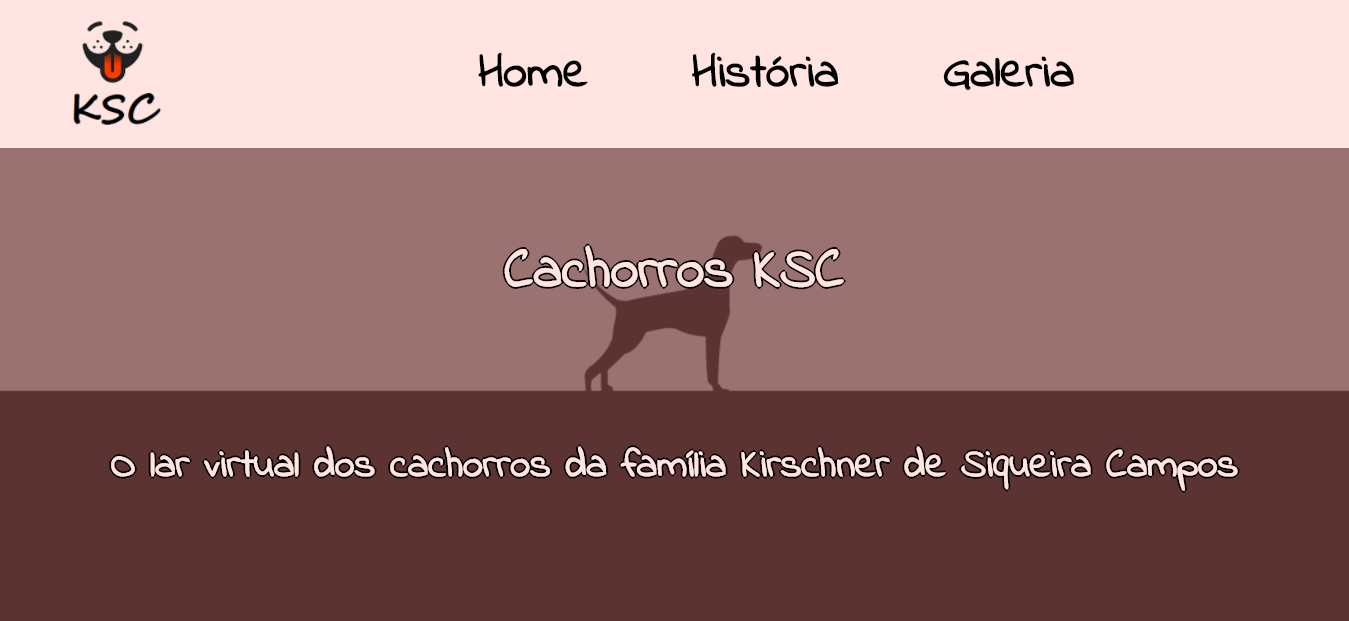 KSC
Home História Galeria
Cachorros KSC
O lar virtual dos cachorros da família Kirschner de Siqueira Campos